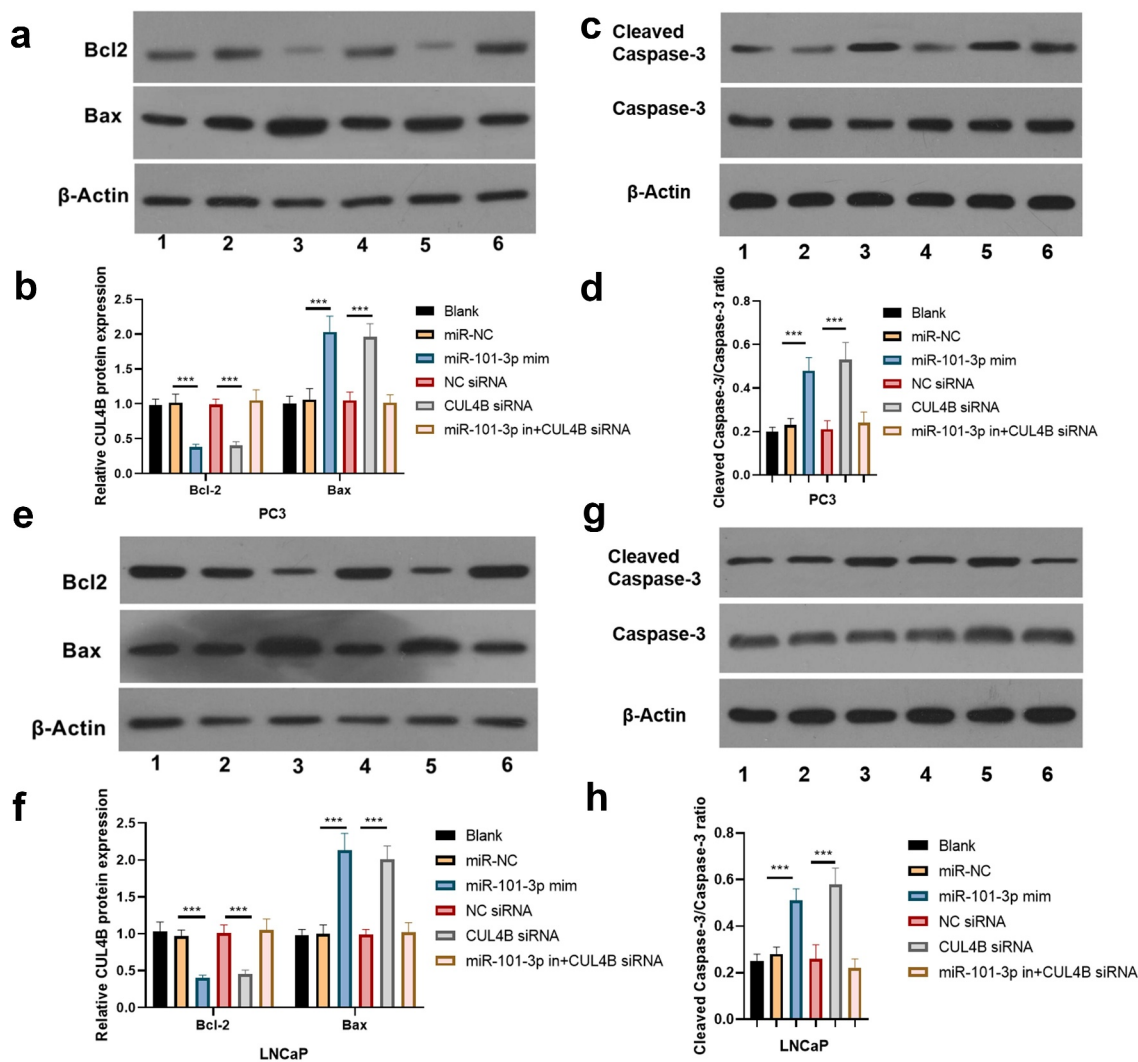 a
Bcl2
Bax
β-Actin
1 2 3 4 5 6
c
Cleaved
Caspase-3
Caspase-3
β-Actin
1 2 3 4 5 6
b
Relative CUL4B protein expression
2.5
2.0
1.5
1.0
0.5
0.0
*** *** *** ***
Bcl-2 Bax
PC3
Blank
miR-NC
miR-101-3p mim
NC siRNA
CUL4B siRNA
miR-101-3p in+CUL4B siRNA
d
Cleaved Caspase-3/Caspase-3 ratio
0.8
0.6
0.4
0.2
0.0
*** ***
PC3
Blank
miR-NC
miR-101-3p mim
NC siRNA
CUL4B siRNA
miR-101-3p in+CUL4B siRNA
e
Bcl2
Bax
β-Actin
1 2 3 4 5 6
g
Cleaved
Caspase-3
Caspase-3
β-Actin
1 2 3 4 5 6
f
Relative CUL4B protein expression
2.5
2.0
1.5
1.0
0.5
0.0
*** *** *** ***
Bcl-2 Bax
LNCaP
Blank
miR-NC
miR-101-3p mim
NC siRNA
CUL4B siRNA
miR-101-3p in+CUL4B siRNA
h
Cleaved Caspase-3/Caspase-3 ratio
0.8
0.6
0.4
0.2
0.0
*** ***
LNCaP
Blank
miR-NC
miR-101-3p mim
NC siRNA
CUL4B siRNA
miR-101-3p in+CUL4B siRNA